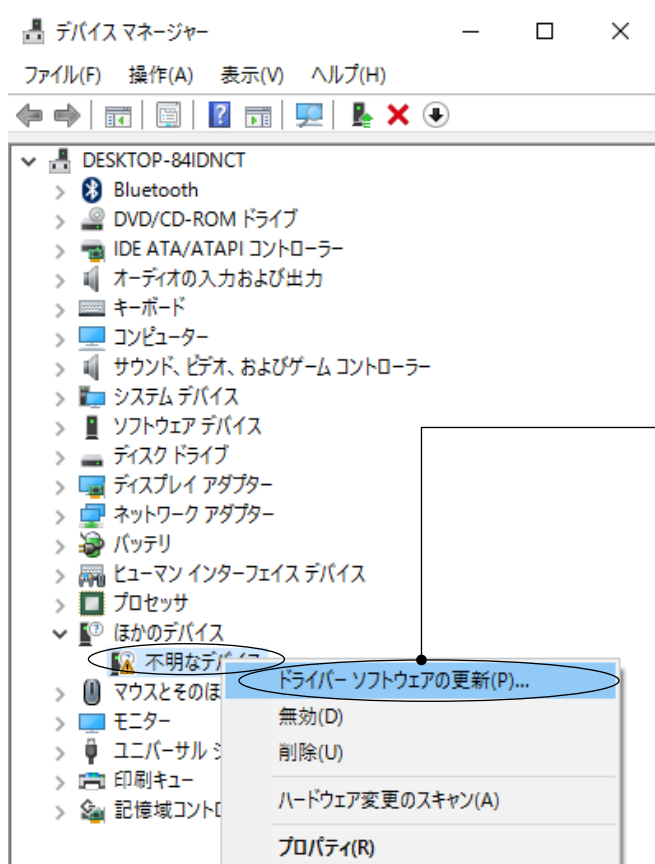 デバイス マネージャー
ファイル(F) 操作(A) 表示(V) ヘルプ(H)
DESKTOP-84IDNCT
Bluetooth
DVD/CD-ROM ドライブ
IDE ATA/ATAPI コントローラー
オーディオの入力および出力
キーボード
コンピューター
サウンド、ビデオ、およびゲーム コントローラー
システム デバイス
ソフトウェア デバイス
ディスク ドライブ
ディスプレイ アダプター
ネットワーク アダプター
バッテリ
ヒューマン インターフェイス デバイス
プロセッサ
ほかのデバイス
不明なデバイス
マウスとそのほ
モニター
ユニバーサル シ
印刷キュー
記憶域コントロ
ドライバー ソフトウェアの更新(P)...
無効(D)
削除(U)
ハードウェア変更のスキャン(A)
プロパティ(R)